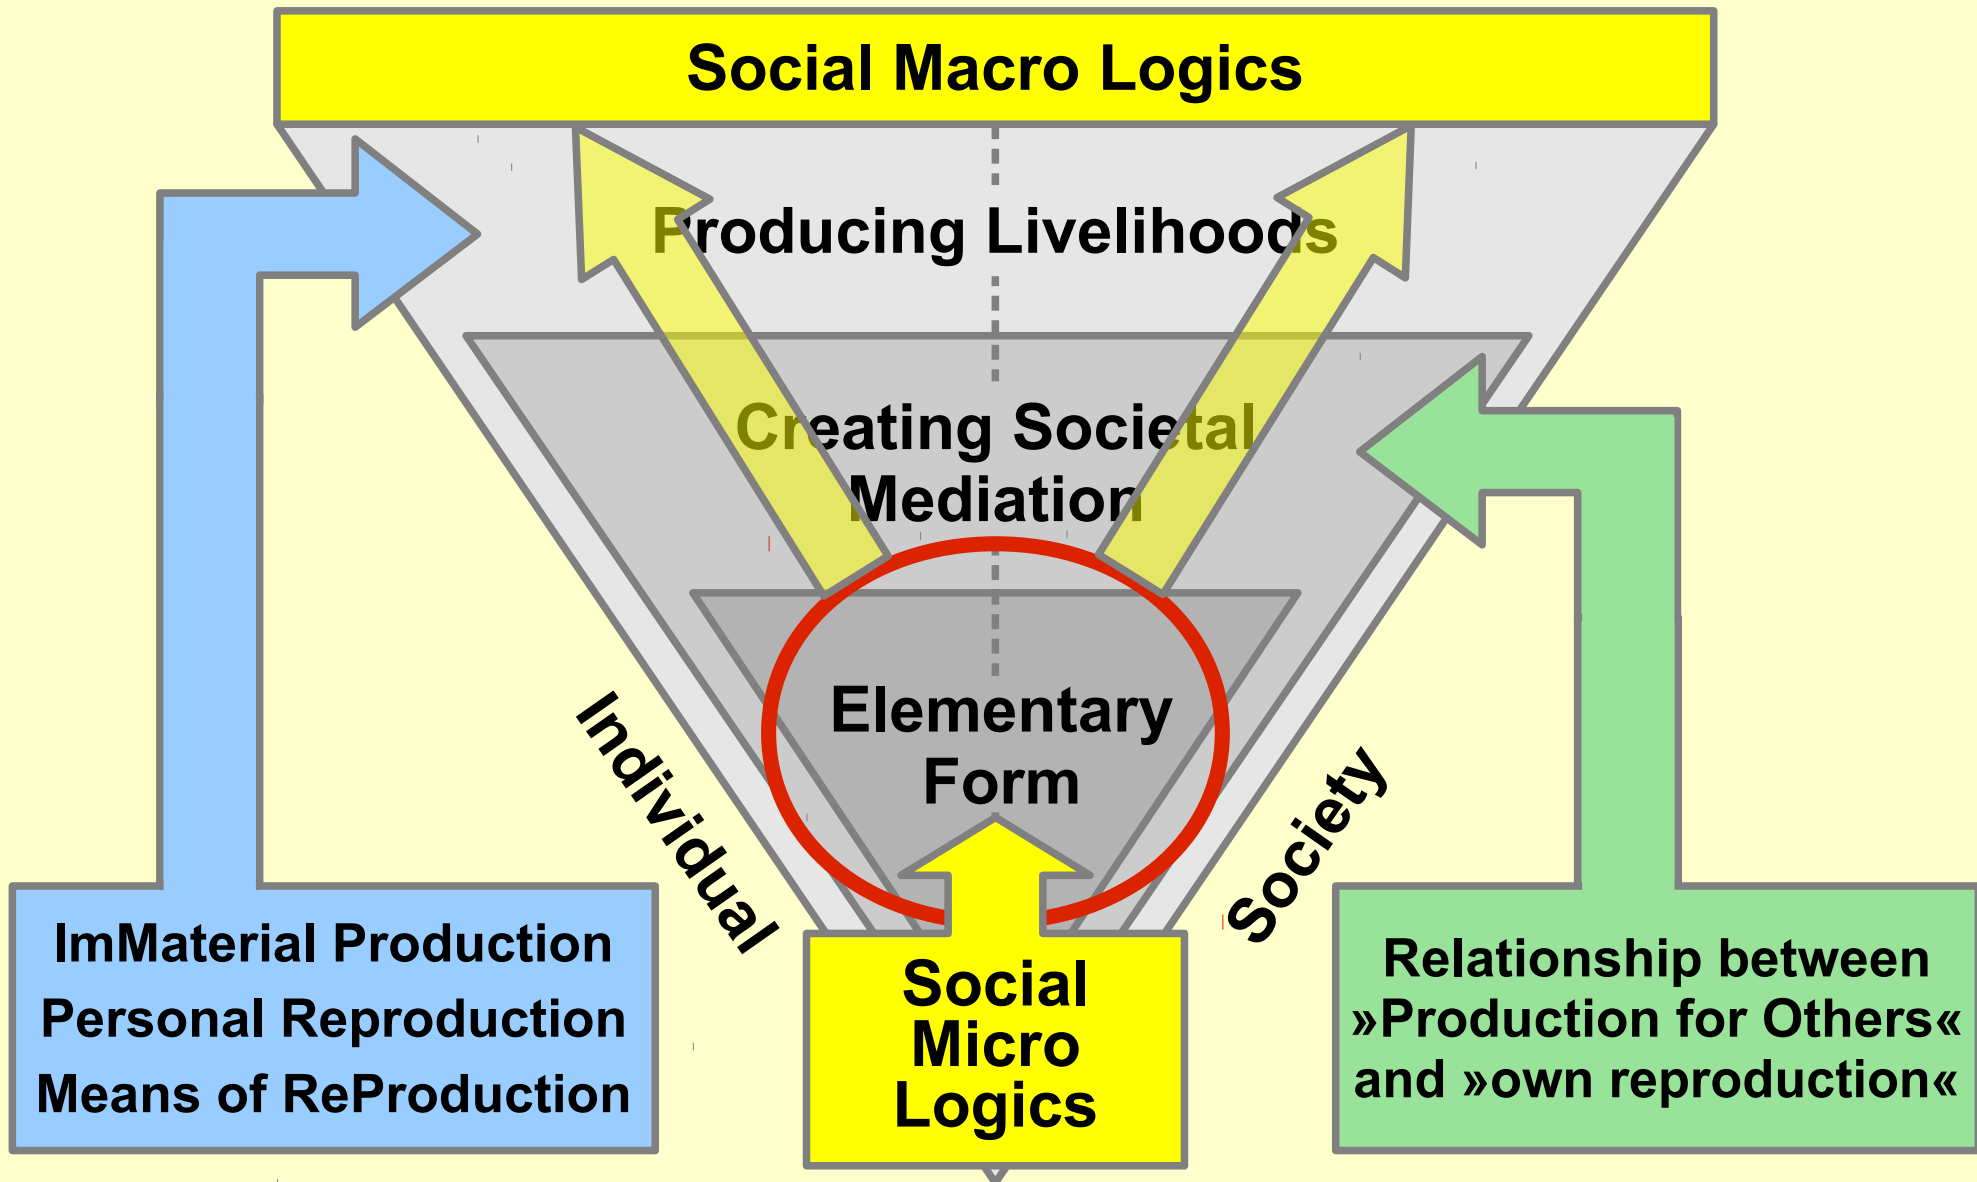 Social Macro Logics
Producing Livelihoods
Creating Societal
Mediation
Elementary
Form
Individual
Society
ImMaterial Production
Personal Reproduction
Means of ReProduction
Social
Micro
Logics
Relationship between
»Production for Others«
and »own reproduction«